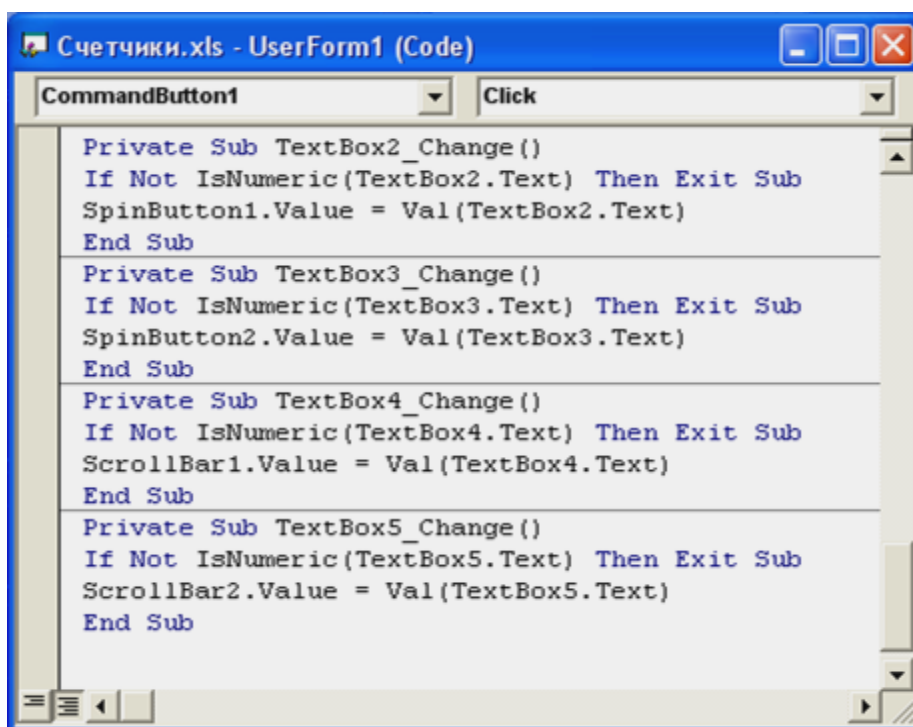 Счетчики.xls - UserForm1 (Code)
CommandButton1
Click
Private Sub TextBox2_Change()
If Not IsNumeric(TextBox2.Text) Then Exit Sub
SpinButton1.Value = Val(TextBox2.Text)
End Sub
Private Sub TextBox3_Change()
If Not IsNumeric(TextBox3.Text) Then Exit Sub
SpinButton2.Value = Val(TextBox3.Text)
End Sub
Private Sub TextBox4_Change()
If Not IsNumeric(TextBox4.Text) Then Exit Sub
ScrollBar1.Value = Val(TextBox4.Text)
End Sub
Private Sub TextBox5_Change()
If Not IsNumeric(TextBox5.Text) Then Exit Sub
ScrollBar2.Value = Val(TextBox5.Text)
End Sub